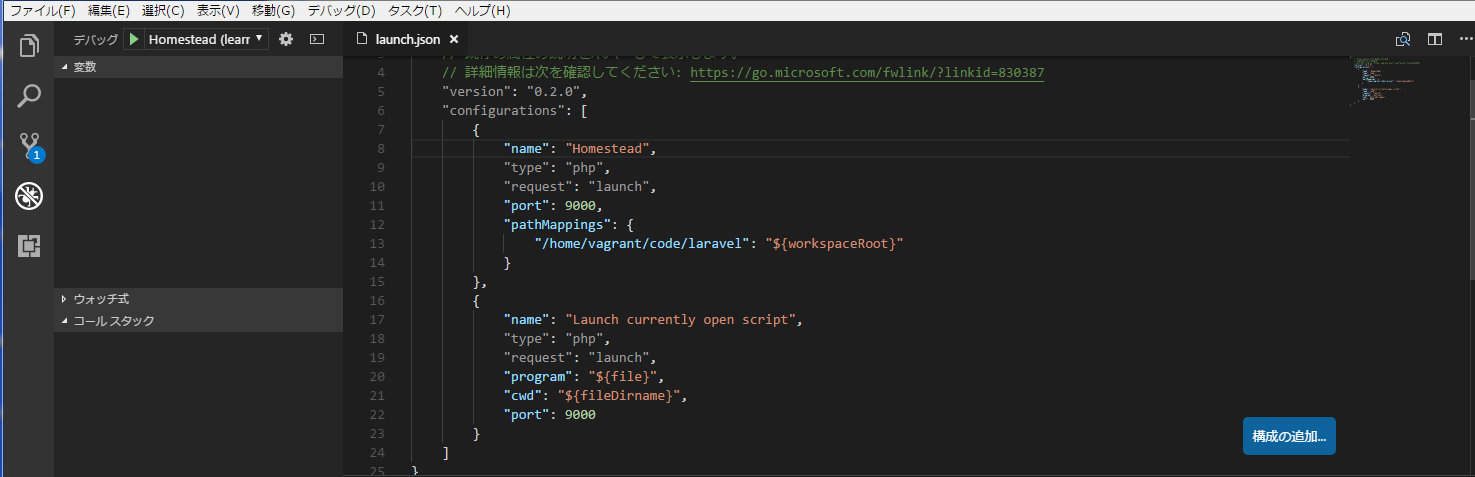 ファイル(F) 編集(E) 選択(C) 表示(V) 移動(G) デバッグ(D) タスク(T) ヘルプ(H)
デバッグ Homestead (learr
launch.json
変数
4 // 詳細情報は次を確認してください: https://go.microsoft.com/fwlink/?linkid=830387
5 "version": "0.2.0",
6 "configurations": [
7 {
8 "name": "Homestead",
9 "type": "php",
10 "request": "launch",
11 "port": 9000,
12 "pathMappings": {
13 "/home/vagrant/code/laravel": "${workspaceRoot}"
14 }
15 },
16 {
17 "name": "Launch currently open script",
18 "type": "php",
19 "request": "launch",
20 "program": "${file}",
21 "cwd": "${fileDirname}",
22 "port": 9000
23 }
24 ]
25 }
1
ウォッチ式
コール スタック
構成の追加...